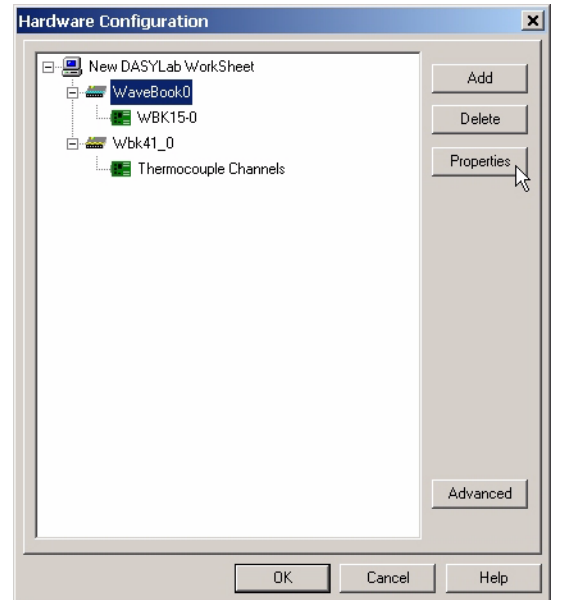 Hardware Configuration
New DASYLab WorkSheet
WaveBook0
WBK15-0
Wbk41_0
Thermocouple Channels
Add
Delete
Properties
Advanced
OK
Cancel
Help